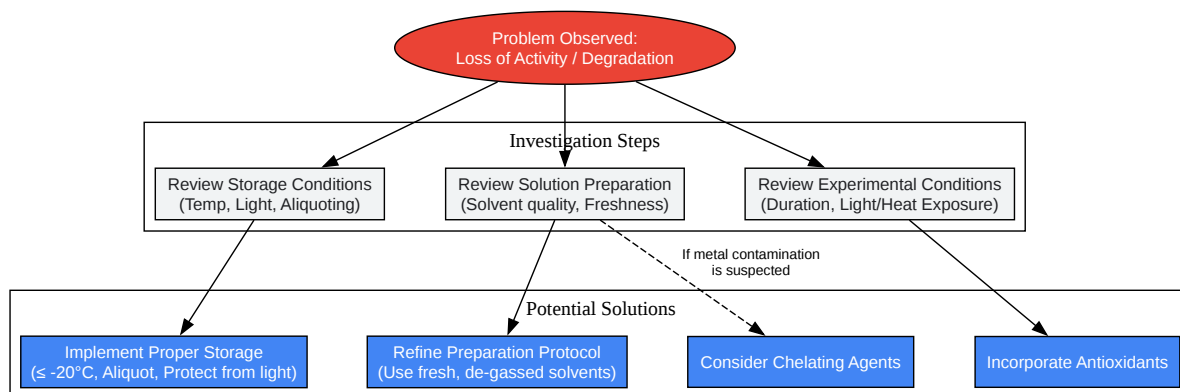 Problem Observed:
Loss of Activity / Degradation
Investigation Steps
Review Storage Conditions
(Temp, Light, Aliquoting)
Review Solution Preparation
(Solvent quality, Freshness)
Review Experimental Conditions
(Duration, Light/Heat Exposure)
If metal contamination
is suspected
Potential Solutions
Implement Proper Storage
(≤ -20°C, Aliquot, Protect from light)
Refine Preparation Protocol
(Use fresh, de-gassed solvents)
Consider Chelating Agents
Incorporate Antioxidants